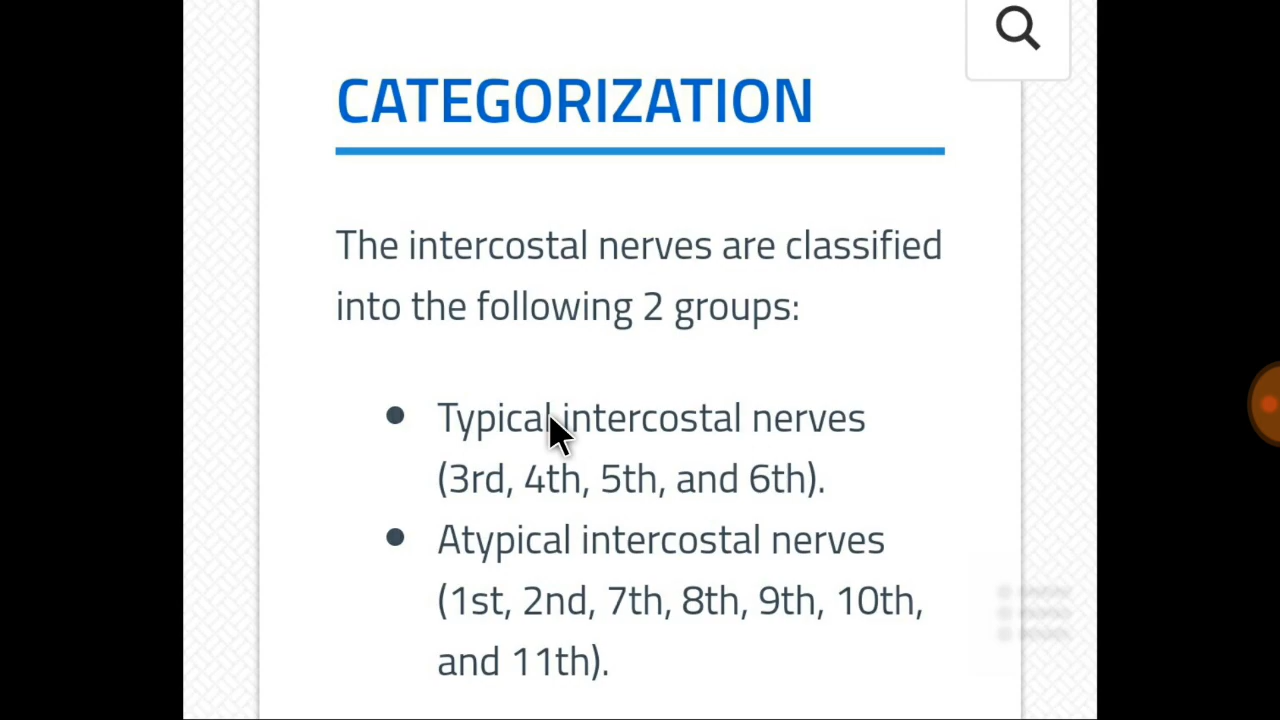 CATEGORIZATION
The intercostal nerves are classified
into the following 2 groups:
Typical intercostal nerves
(3rd, 4th, 5th, and 6th).
Atypical intercostal nerves
(1st, 2nd, 7th, 8th, 9th, 10th,
and 11th).